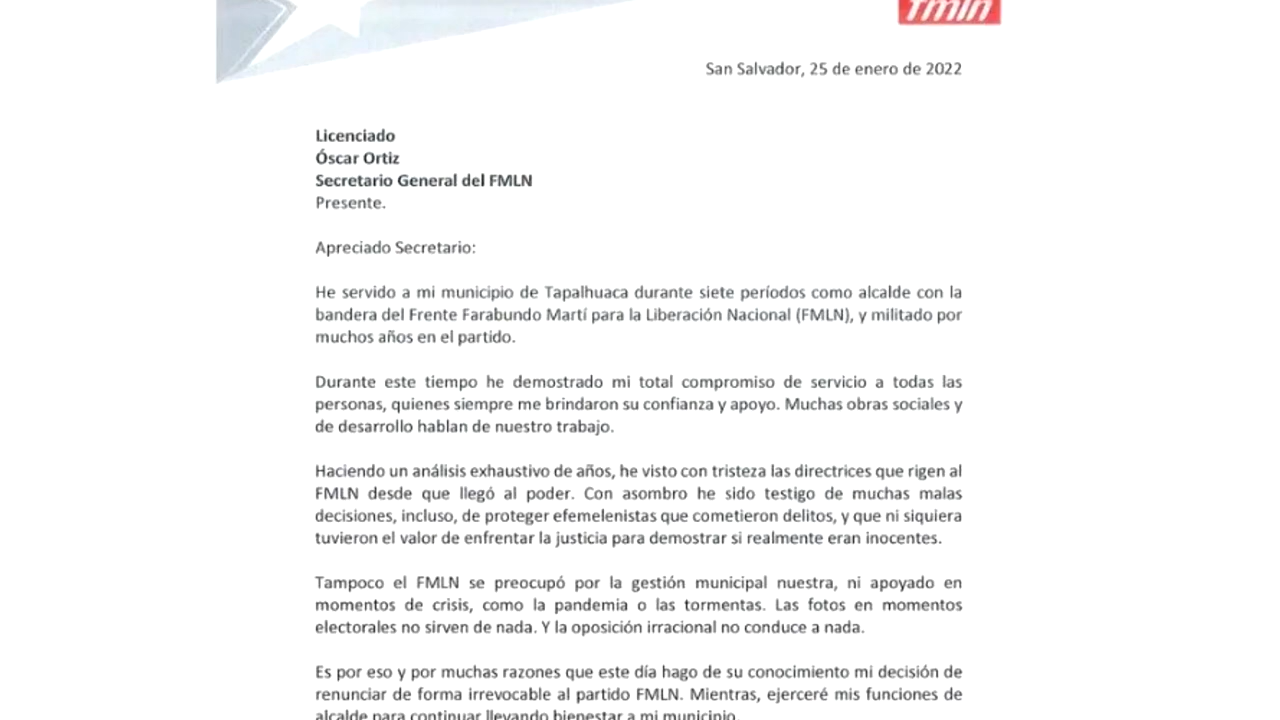 fmln
San Salvador, 25 de enero de 2022
Licenciado
Óscar Ortiz
Secretario General del FMLN
Presente.
Apreciado Secretario:
He servido a mi municipio de Tapalhuaca durante siete períodos como alcalde con la
bandera del Frente Farabundo Martí para la Liberación Nacional (FMLN), y militado por
muchos años en el partido.
Durante este tiempo he demostrado mi total compromiso de servicio a todas las
personas, quienes siempre me brindaron su confianza y apoyo. Muchas obras sociales y
de desarrollo hablan de nuestro trabajo.
Haciendo un análisis exhaustivo de años, he visto con tristeza las directrices que rigen al
FMLN desde que llegó al poder. Con asombro he sido testigo de muchas malas
decisiones, incluso, de proteger efemelenistas que cometieron delitos, y que ni siquiera
tuvieron el valor de enfrentar la justicia para demostrar si realmente eran inocentes.
Tampoco el FMLN se preocupó por la gestión municipal nuestra, ni apoyado en
momentos de crisis, como la pandemia o las tormentas. Las fotos en momentos
electorales no sirven de nada. Y la oposición irracional no conduce a nada.
Es por eso y por muchas razones que este día hago de su conocimiento mi decisión de
renunciar de forma irrevocable al partido FMLN. Mientras, ejerceré mis funciones de
alcalde para continuar llevando bienestar a mi municipio.